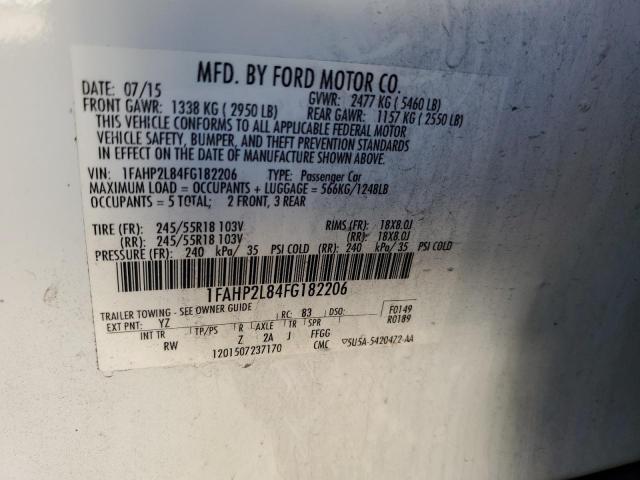 MFD. BY FORD MOTOR CO.
DATE: 07/15 GVWR: 2477 KG ( 5460 LB)
FRONT GAWR: 1338 KG ( 2950 LB) REAR GAWR: 1157 KG ( 2550 LB)
THIS VEHICLE CONFORMS TO ALL APPLICABLE FEDERAL MOTOR
VEHICLE SAFETY, BUMPER, AND THEFT PREVENTION STANDARDS
IN EFFECT ON THE DATE OF MANUFACTURE SHOWN ABOVE.
VIN: 1FAHP2L84FG182206 TYPE: Passenger Car
MAXIMUM LOAD = OCCUPANTS + LUGGAGE = 566KG/1248LB
OCCUPANTS = 5 TOTAL; 2 FRONT, 3 REAR
TIRE (FR): 245/55R18 103V RIMS (FR): 18X8.0J
(RR): 245/55R18 103V (RR): 18X8.0J
PRESSURE (FR): 240 kPa/ 35 PSI COLD (RR): 240 kPa/ 35 PSI COLD
1FAHP2L84FG182206
TRAILER TOWING - SEE OWNER GUIDE
EXT PNT: YZ RC: 83 DSO: F0149
R0189
INT TR TP/PS R AXLE TR SPR
RW Z 2A J FFGG
1201507237170 CMC SU5A-5420472-AA